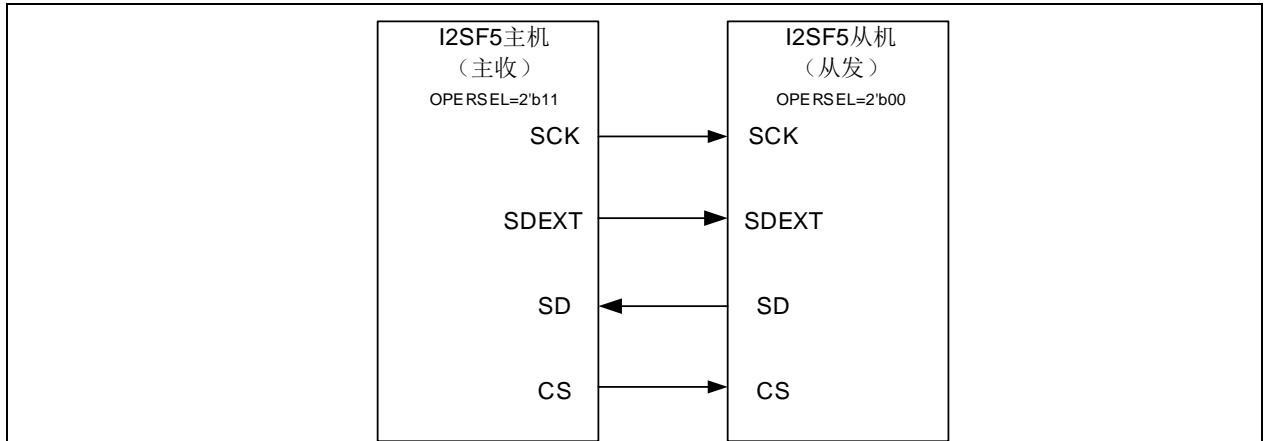 I2SF5主机
（主收）
OPERSEL=2'b11
SCK
SDEXT
SD
CS
I2SF5从机
（从发）
OPERSEL=2'b00
SCK
SDEXT
SD
CS